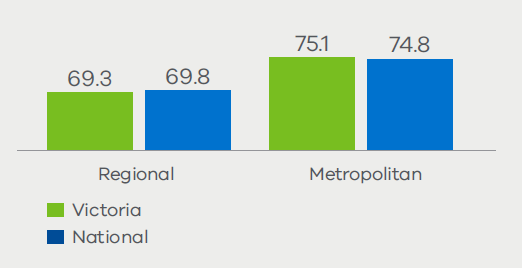 75.1 74.8
69.3 69.8
Regional Metropolitan
Victoria
National